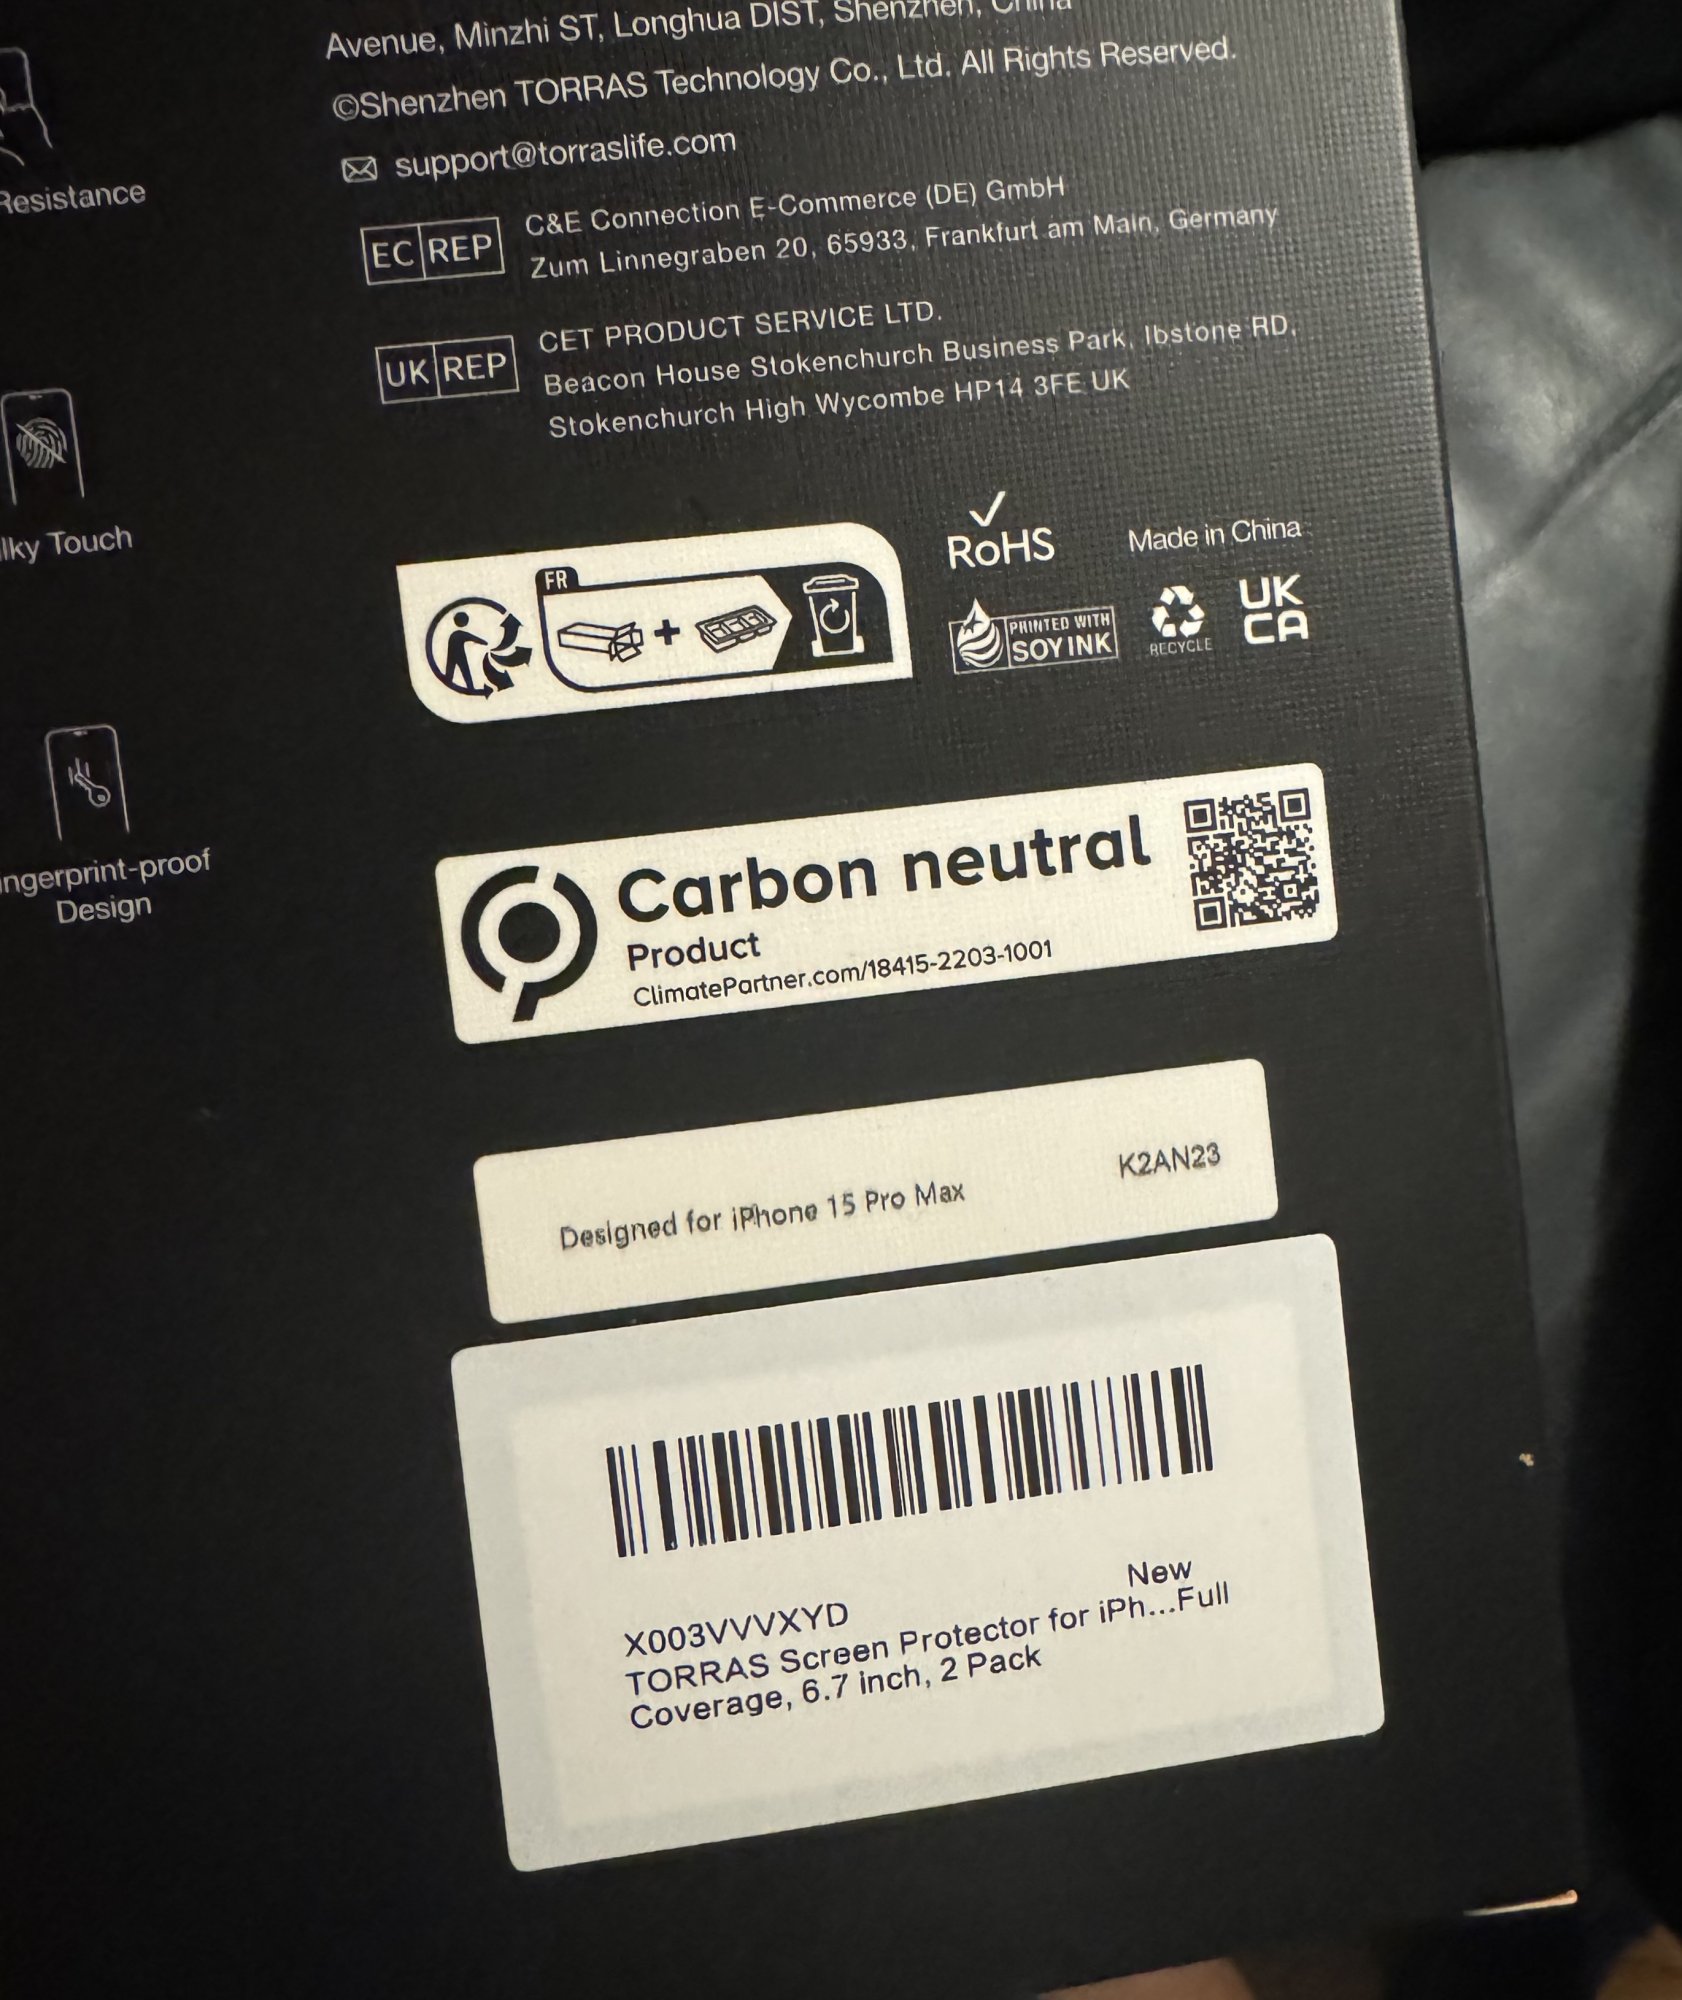 Resistance
lky Touch
ngerprint-proof
Design
Avenue, Minzhi ST, Longhua DIST, Shenzhen, China
©Shenzhen TORRAS Technology Co., Ltd. All Rights Reserved.
support@torraslife.com
EC REP
C&E Connection E-Commerce (DE) GmbH
Zum Linnegraben 20, 65933, Frankfurt am Main, Germany
UK REP
CET PRODUCT SERVICE LTD.
Beacon House Stokenchurch Business Park, Ibstone RD,
Stokenchurch High Wycombe HP14 3FE UK
FR
RoHS
Made in China
PRINTED WITH
SOY INK
RECYCLE
UK
CA
Carbon neutral
Product
ClimatePartner.com/18415-2203-1001
Designed for iPhone 15 Pro Max
K2AN23
New
X003VVVXYD
TORRAS Screen Protector for iPh...Full
Coverage, 6.7 inch, 2 Pack